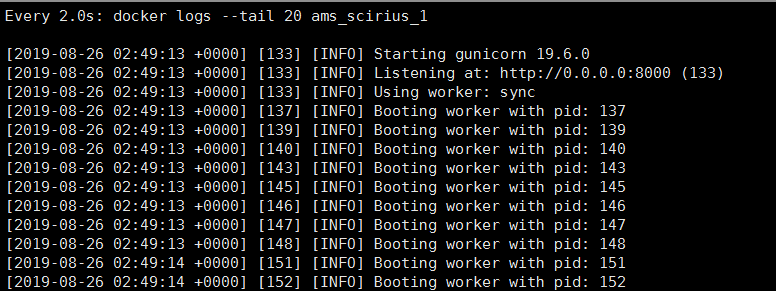 Every 2.0s: docker logs --tail 20 ams_scirius_1
[2019-08-26 02:49:13 +0000] [133] [INFO] Starting gunicorn 19.6.0
[2019-08-26 02:49:13 +0000] [133] [INFO] Listening at: http://0.0.0.0:8000 (133)
[2019-08-26 02:49:13 +0000] [133] [INFO] Using worker: sync
[2019-08-26 02:49:13 +0000] [137] [INFO] Booting worker with pid: 137
[2019-08-26 02:49:13 +0000] [139] [INFO] Booting worker with pid: 139
[2019-08-26 02:49:13 +0000] [140] [INFO] Booting worker with pid: 140
[2019-08-26 02:49:13 +0000] [143] [INFO] Booting worker with pid: 143
[2019-08-26 02:49:13 +0000] [145] [INFO] Booting worker with pid: 145
[2019-08-26 02:49:13 +0000] [146] [INFO] Booting worker with pid: 146
[2019-08-26 02:49:13 +0000] [147] [INFO] Booting worker with pid: 147
[2019-08-26 02:49:13 +0000] [148] [INFO] Booting worker with pid: 148
[2019-08-26 02:49:14 +0000] [151] [INFO] Booting worker with pid: 151
[2019-08-26 02:49:14 +0000] [152] [INFO] Booting worker with pid: 152